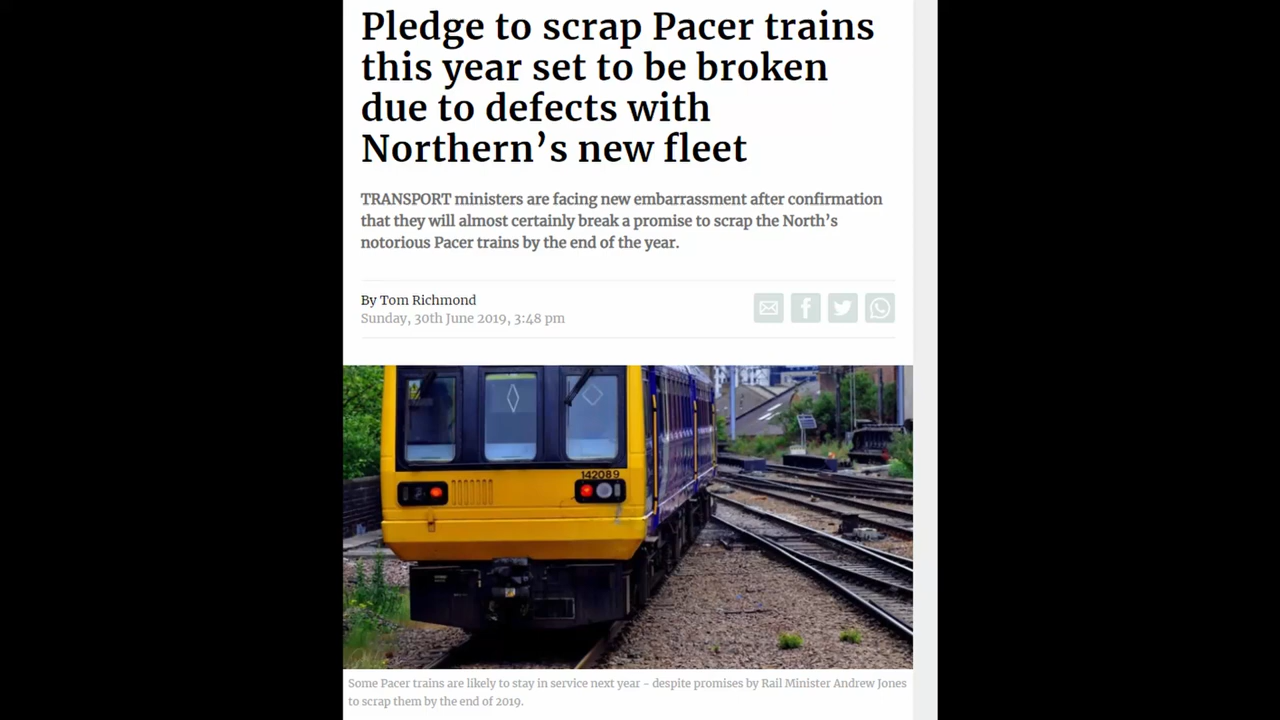 Pledge to scrap Pacer trains
this year set to be broken
due to defects with
Northern’s new fleet
TRANSPORT ministers are facing new embarrassment after confirmation
that they will almost certainly break a promise to scrap the North’s
notorious Pacer trains by the end of the year.
By Tom Richmond
Sunday, 30th June 2019, 3:48 pm
142089
Some Pacer trains are likely to stay in service next year - despite promises by Rail Minister Andrew Jones
to scrap them by the end of 2019.